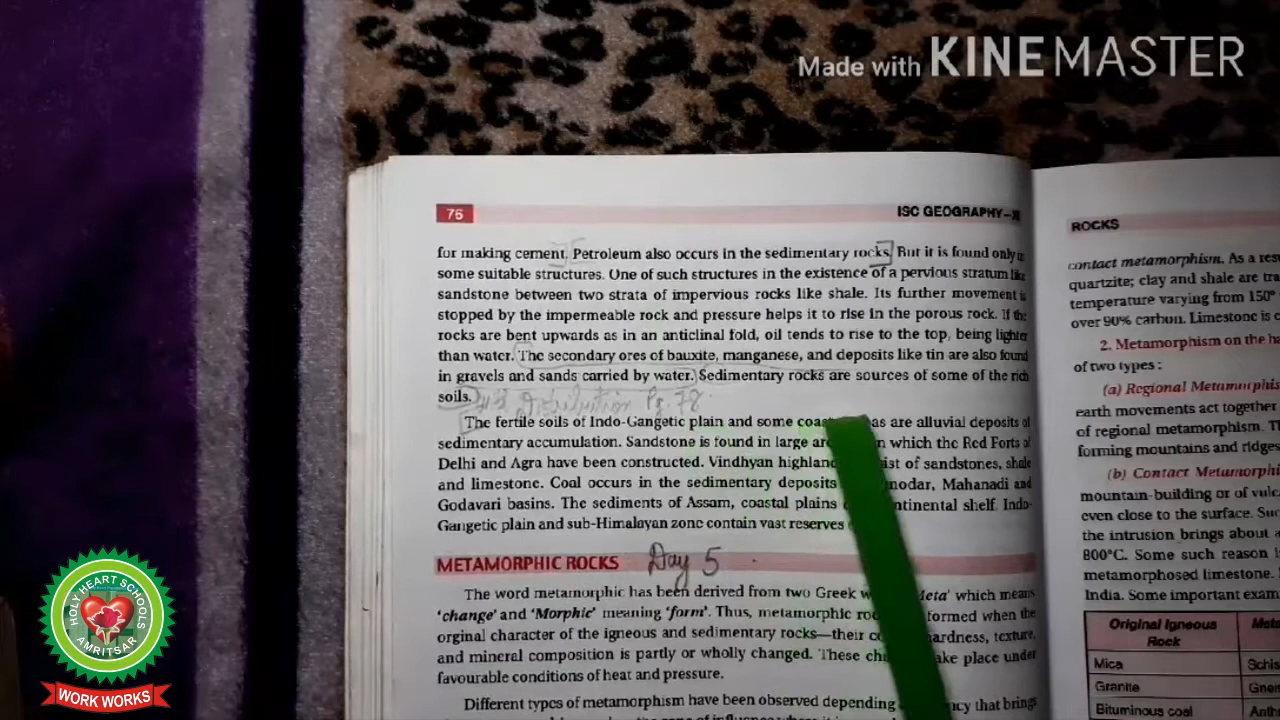 Made with KINEMASTER
76
ISC GEOGRAPHY–XI
for making cement. Petroleum also occurs in the sedimentary rocks. But it is found only in
some suitable structures. One of such structures in the existence of a pervious stratum like
sandstone between two strata of impervious rocks like shale. Its further movement is
stopped by the impermeable rock and pressure helps it to rise in the porous rock. If the
rocks are bent upwards as in an anticlinal fold, oil tends to rise to the top, being lighter
than water. The secondary ores of bauxite, manganese, and deposits like tin are also found
in gravels and sands carried by water. Sedimentary rocks are sources of some of the rich
soils.
Distribution Pg. 78
The fertile soils of Indo-Gangetic plain and some coas as are alluvial deposits of
sedimentary accumulation. Sandstone is found in large in which the Red Forts of
Delhi and Agra have been constructed. Vindhyan highland ist of sandstones, shale
and limestone. Coal occurs in the sedimentary deposits modar, Mahanadi and
Godavari basins. The sediments of Assam, coastal plains ntinental shelf. Indo-
Gangetic plain and sub-Himalayan zone contain vast reserves
METAMORPHIC ROCKS Day 5
The word metamorphic has been derived from two Greek Meta' which means
'change' and 'Morphic' meaning 'form'. Thus, metamorphic formed when the
orginal character of the igneous and sedimentary rocks—their hardness, texture,
and mineral composition is partly or wholly changed. These ake place under
favourable conditions of heat and pressure.
Different types of metamorphism have been observed depending ncy that brings
ROCKS
contact metamorphism. As a res
quartzite; clay and shale are tra
temperature varying from 150°
over 90% carbon. Limestone is c
2. Metamorphism on the ba
of two types :
(a) Regional Metamorphis
earth movements act together
of regional metamorphism. Th
forming mountains and ridges
(b) Contact Metamorphi
mountain-building or of vulc
even close to the surface. Suc
the intrusion brings about a
800°C. Some such reason i
metamorphosed limestone.
India. Some important exam
Original Igneous Rock
Meta
Mica
Schis
Granite
Gnei
Bituminous coal
Anth
HOLY HEART SCHOOLS
AMRITSAR
WORK WORKS